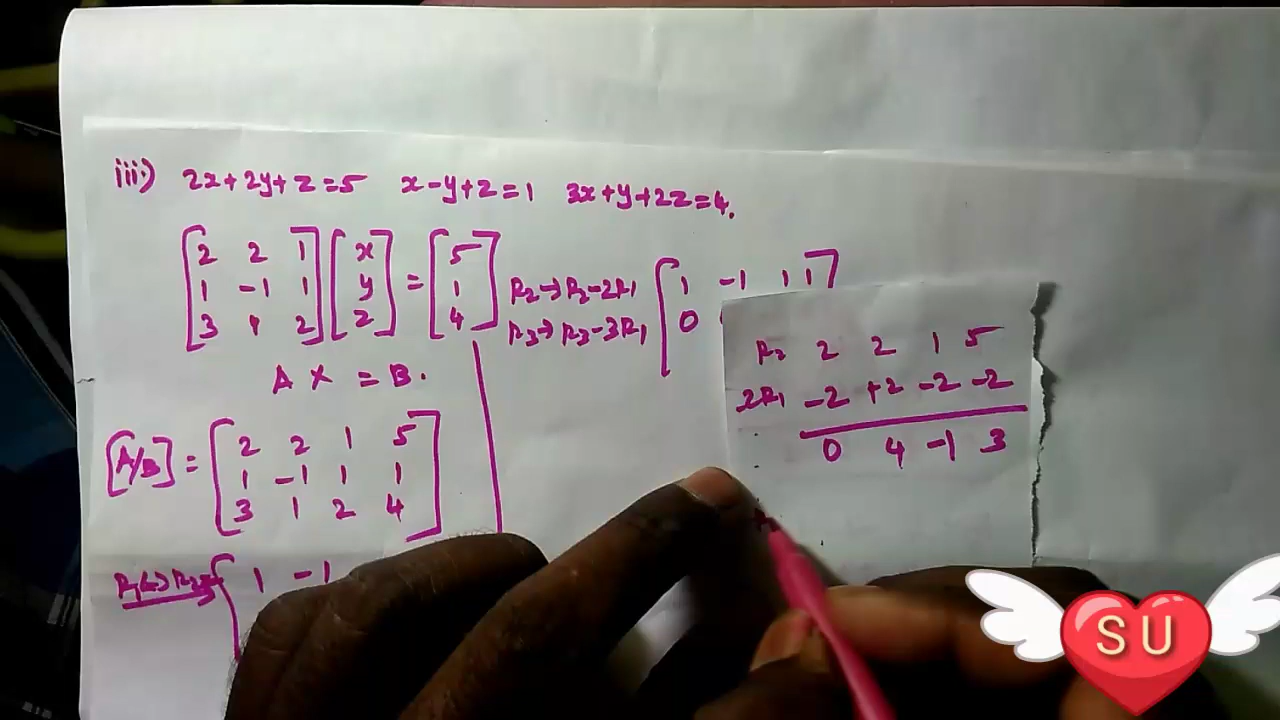 iii) 2x+2y+z=5 x-y+z=1 3x+y+2z=4.
[2 2 1] [x] = [5]
[1 -1 1] [y] [1]
[3 1 2] [z] [4]
A X = B.
[A/B] = [2 2 1 5]
[1 -1 1 1]
[3 1 2 4]
R1↔R2 [1 -1
R2→R2-2R1 [1 -1 1 1]
R3→R3-3R1 [0
R2 2 2 1 5
2R1 -2 +2 -2 -2
0 4 -1 3
SU